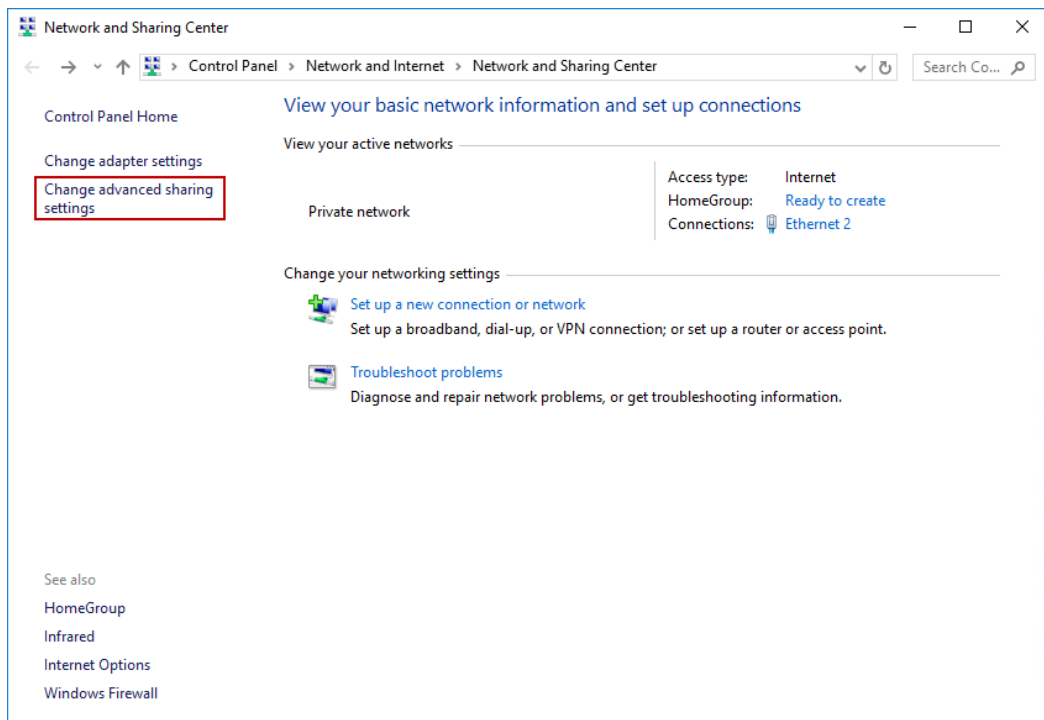 Network and Sharing Center
Control Panel > Network and Internet > Network and Sharing Center
Search Co...
Control Panel Home
Change adapter settings
Change advanced sharing
settings
View your basic network information and set up connections
View your active networks
Private network
Access type: Internet
HomeGroup: Ready to create
Connections: Ethernet 2
Change your networking settings
Set up a new connection or network
Set up a broadband, dial-up, or VPN connection; or set up a router or access point.
Troubleshoot problems
Diagnose and repair network problems, or get troubleshooting information.
See also
HomeGroup
Infrared
Internet Options
Windows Firewall